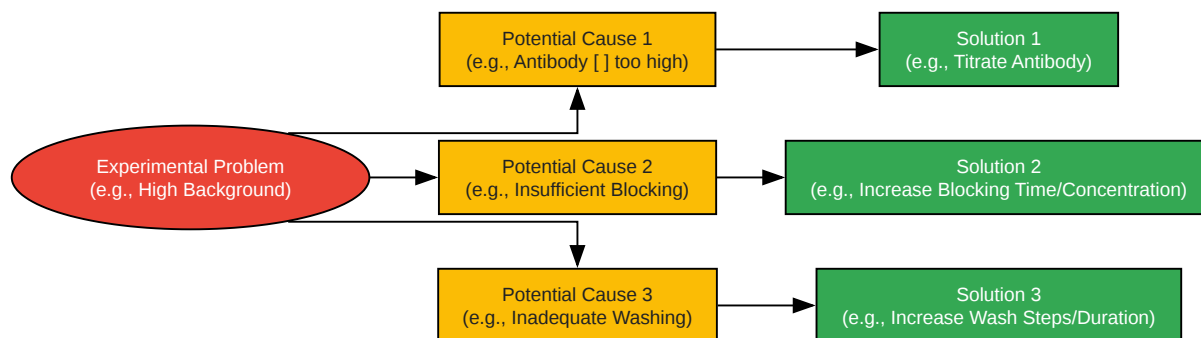 Potential Cause 1
(e.g., Antibody [ ] too high)
Solution 1
(e.g., Titrate Antibody)
Experimental Problem
(e.g., High Background)
Potential Cause 2
(e.g., Insufficient Blocking)
Solution 2
(e.g., Increase Blocking Time/Concentration)
Potential Cause 3
(e.g., Inadequate Washing)
Solution 3
(e.g., Increase Wash Steps/Duration)